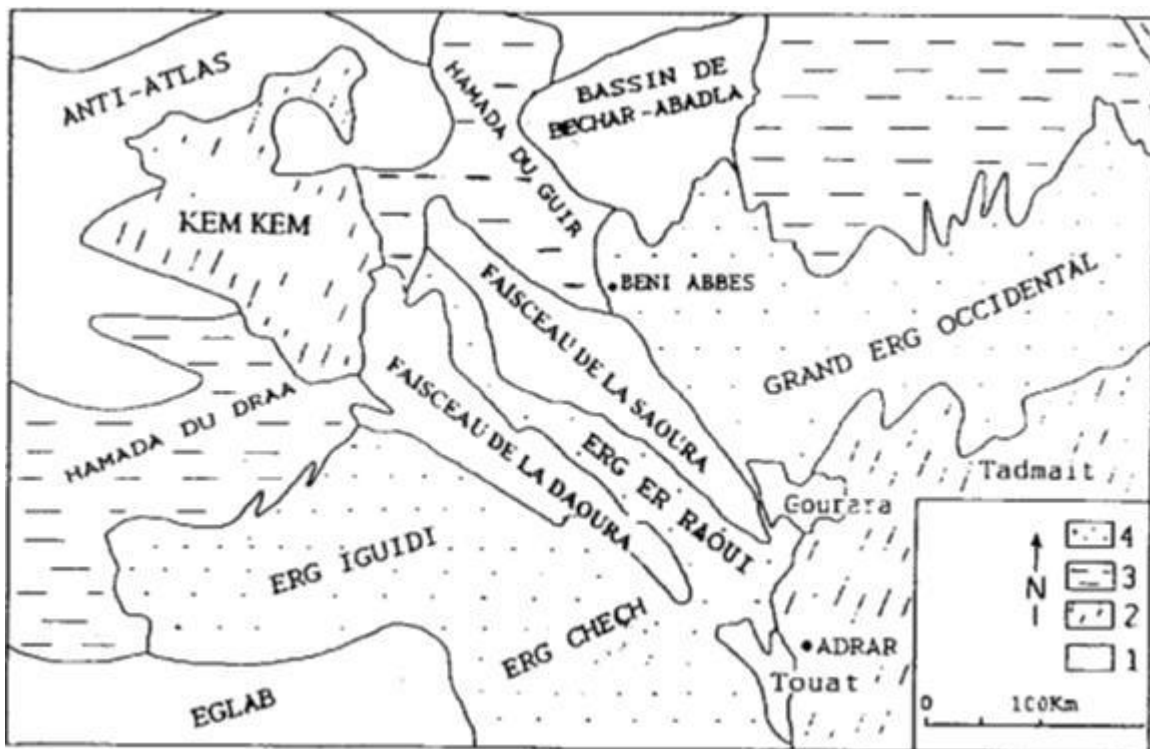 ANTI-ATLAS
HAMADA DU GUIR
BASSIN DE
BECHAR-ABADLA
KEM KEM
BENI ABBES
FAISCEAU DE LA SAOURA
GRAND ERG OCCIDENTAL
HAMADA DU DRAA
FAISCEAU DE LA DAOURA
ERG ER RAOUI
Tadmait
Gourara
ERG IGUIDI
ERG CHECH
ADRAR
Touat
EGLAB
4
3
N
2
1
0 100Km